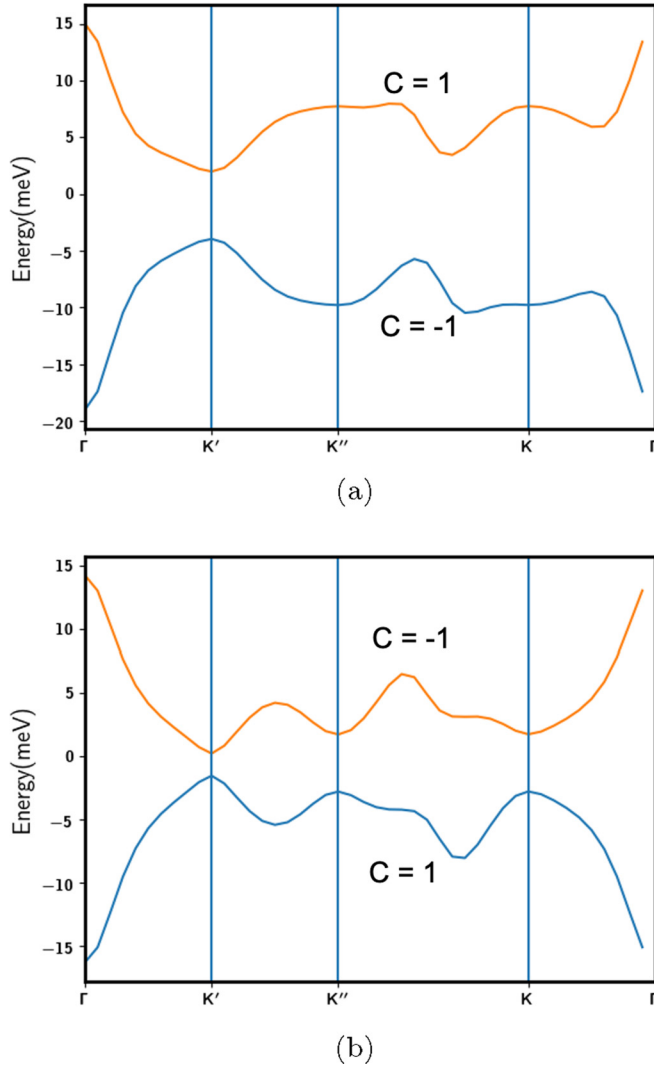 15
10
5
0
−5
−10
−15
−20
Energy(meV)
C = 1
C = -1
Γ K′ K″ K Γ
(a)
15
10
5
0
−5
−10
−15
Energy(meV)
C = -1
C = 1
Γ K′ K″ K Γ
(b)